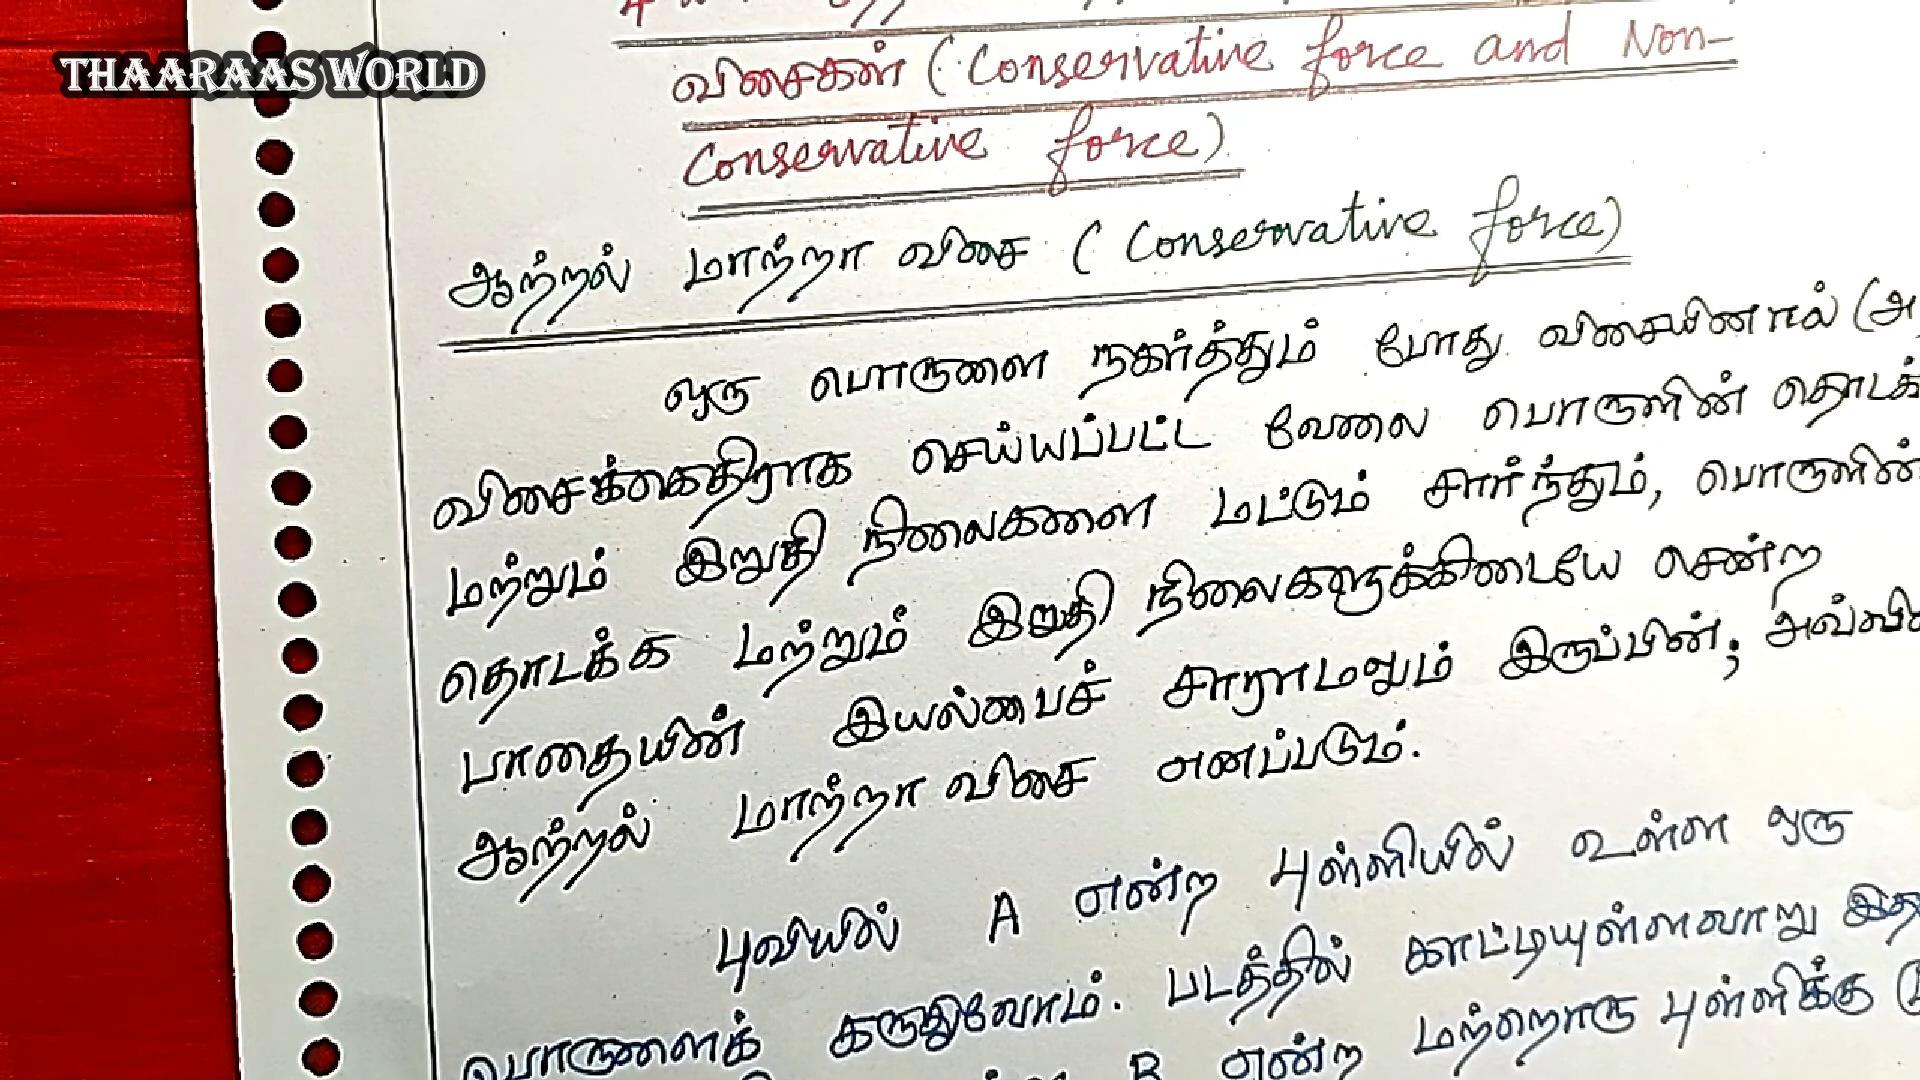 THAARAAS WORLD
விசைகள் (Conservative force and Non-
Conservative force)
ஆற்றல் மாற்றா விசை (Conservative force)
ஒரு பொருளை நகர்த்தும் போது விசையினால் (அ
விசைக்கெதிராக செய்யப்பட்ட வேலை பொருளின் தொடக்
மற்றும் இறுதி நிலைகளை மட்டும் சார்ந்தும், பொருளின்
தொடக்க மற்றும் இறுதி நிலைகளுக்கிடையே சென்ற
பாதையின் இயல்பைச் சாராமலும் இருப்பின்; அவ்வி
ஆற்றல் மாற்றா விசை எனப்படும்.
புவியில் A என்ற புள்ளியில் உள்ள ஒரு
பொருளைக் கருதுவோம். படத்தில் காட்டியுள்ளவாறு இத
B என்ற மற்றொரு புள்ளிக்கு